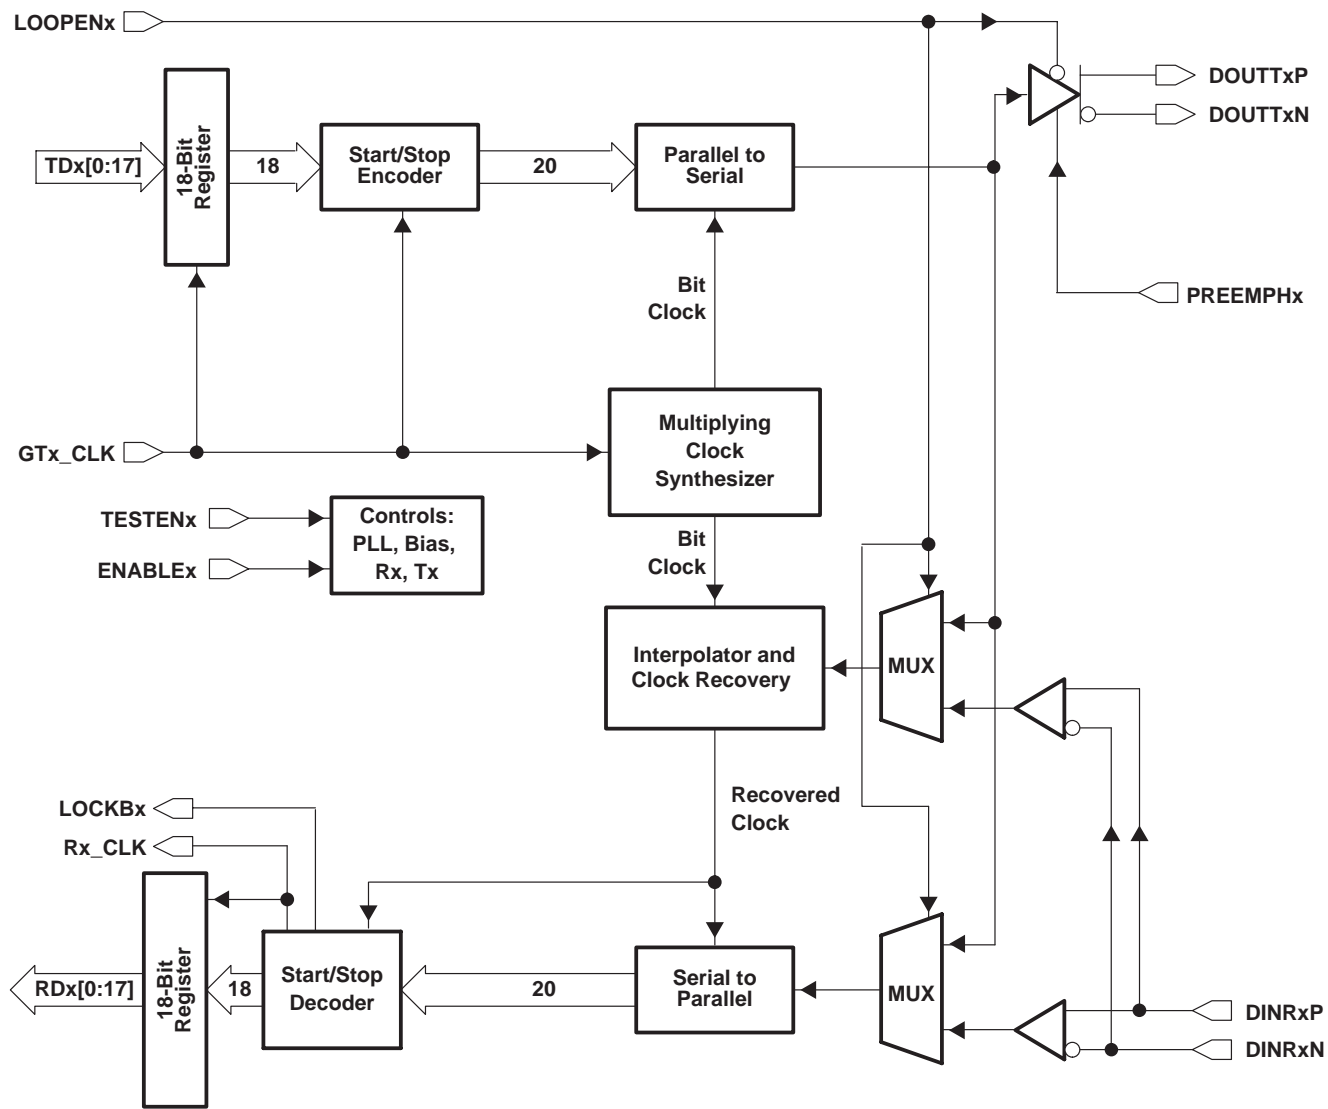 LOOPENx
DOUTTxP
DOUTTxN
TDx[0:17]
18-Bit
Register
18
Start/Stop
Encoder
20
Parallel to
Serial
Bit
Clock
PREEMPHx
GTx_CLK
Multiplying
Clock
Synthesizer
TESTENx
ENABLEx
Controls:
PLL, Bias,
Rx, Tx
Bit
Clock
Interpolator and
Clock Recovery
MUX
Recovered
Clock
LOCKBx
Rx_CLK
RDx[0:17]
18-Bit
Register
18
Start/Stop
Decoder
20
Serial to
Parallel
MUX
DINRxP
DINRxN